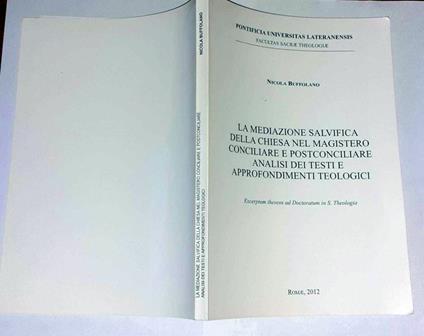 PONTIFICIA UNIVERSITAS LATERANENSIS
FACULTAS SACRÆ THEOLOGIÆ
NICOLA BUFFOLANO
LA MEDIAZIONE SALVIFICA
DELLA CHIESA NEL MAGISTERO
CONCILIARE E POSTCONCILIARE
ANALISI DEI TESTI E
APPROFONDIMENTI TEOLOGICI
Excerptum theseos ad Doctoratum in S. Theologia
ROMÆ, 2012
NICOLA BUFFOLANO
LA MEDIAZIONE SALVIFICA DELLA CHIESA NEL MAGISTERO CONCILIARE E POSTCONCILIARE
ANALISI DEI TESTI E APPROFONDIMENTI TEOLOGICI